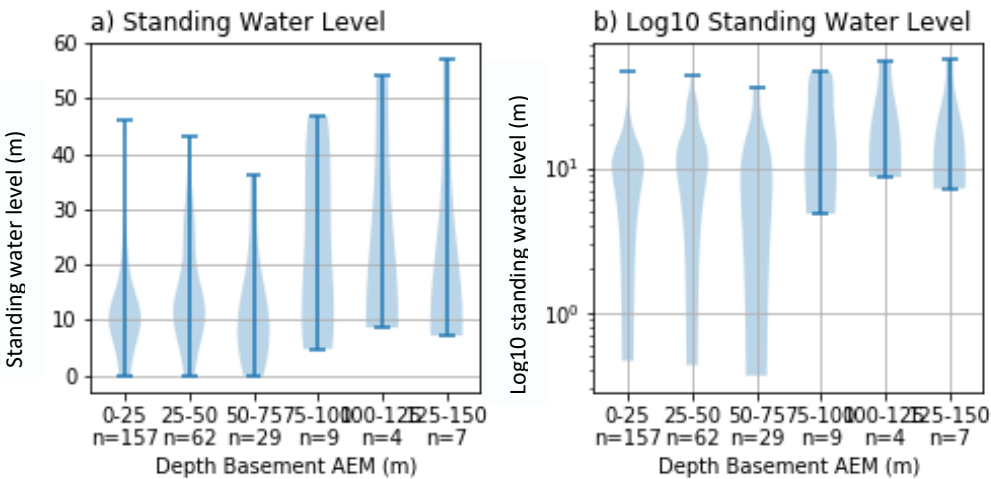 a) Standing Water Level
60
50
40
30
20
10
0
Standing water level (m)
0-25 25-50 50-75 75-100 100-125 125-150
n=157 n=62 n=29 n=9 n=4 n=7
Depth Basement AEM (m)
b) Log10 Standing Water Level
10¹
10⁰
Log10 standing water level (m)
0-25 25-50 50-75 75-100 100-125 125-150
n=157 n=62 n=29 n=9 n=4 n=7
Depth Basement AEM (m)